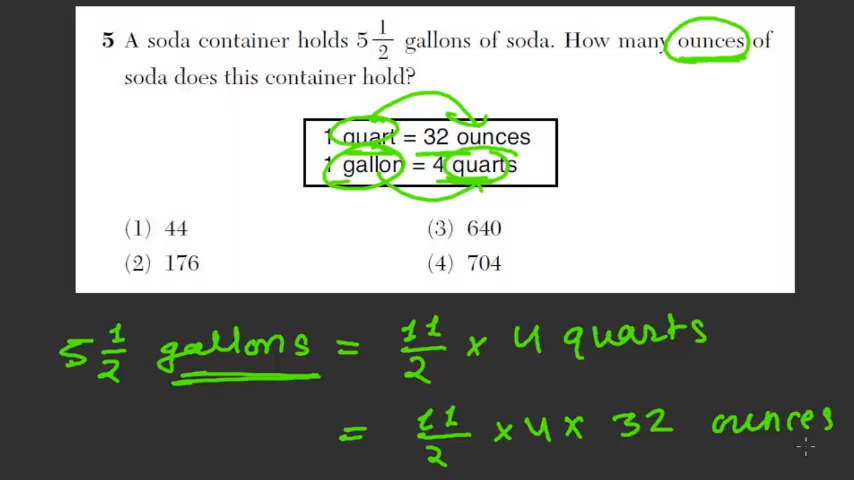 5 A soda container holds 5 1/2 gallons of soda. How many ounces of
soda does this container hold?
1 quart = 32 ounces
1 gallon = 4 quarts
(1) 44
(3) 640
(2) 176
(4) 704
5 1/2 gallons = 11/2 × 4 quarts
= 11/2 × 4 × 32 ounces